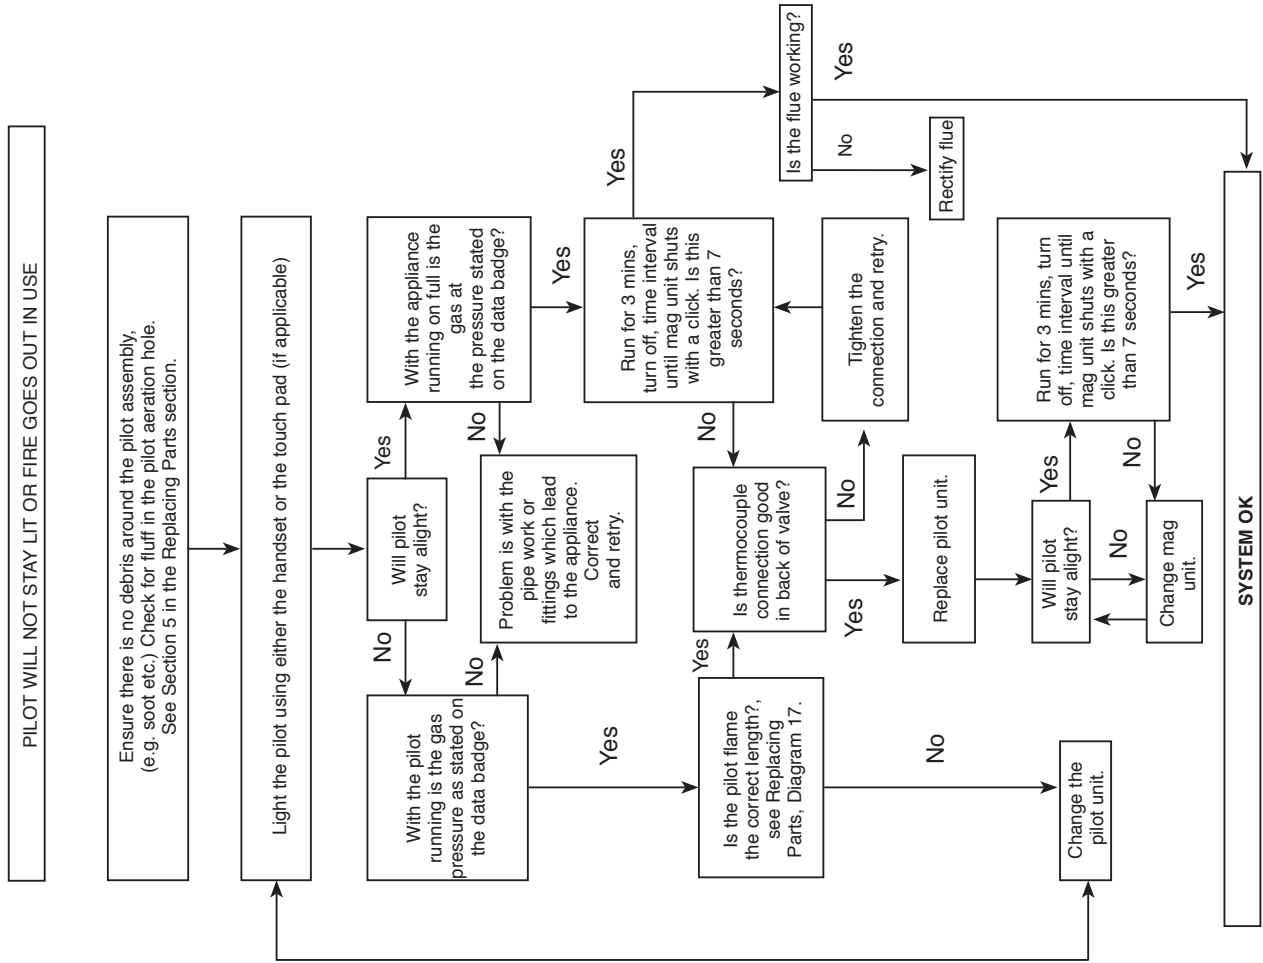 PILOT WILL NOT STAY LIT OR FIRE GOES OUT IN USE
Ensure there is no debris around the pilot assembly,
(e.g. soot etc.) Check for fluff in the pilot aeration hole.
See Section 5 in the Replacing Parts section.
Light the pilot using either the handset or the touch pad (if applicable)
Will pilot
stay alight?
No
Yes
With the pilot
running is the gas
pressure as stated on
the data badge?
With the appliance
running on full is the
gas at
the pressure stated
on the data badge?
No
No
Problem is with the
pipe work or
fittings which lead
to the appliance.
Correct
and retry.
Yes
Yes
Run for 3 mins,
turn off, time interval
until mag unit shuts
with a click. Is this
greater than 7
seconds?
Yes
Is the flue working?
No
Yes
Rectify flue
Is the pilot flame
the correct length?,
see Replacing
Parts, Diagram 17.
Yes
No
Is thermocouple
connection good
in back of valve?
No
Tighten the
connection and retry.
Yes
Replace pilot unit.
No
Change the
pilot unit.
Will pilot
stay alight?
Yes
Run for 3 mins, turn
off, time interval until
mag unit shuts with a
click. Is this greater
than 7 seconds?
No
No
Change mag
unit.
Yes
SYSTEM OK